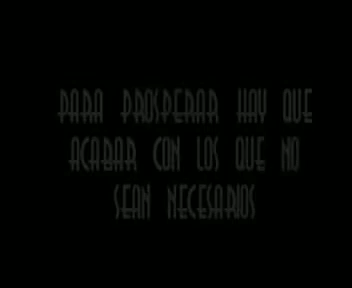 PARA PROSPERAR HAY QUE
ACABAR CON LOS QUE NO
SEAN NECESARIOS